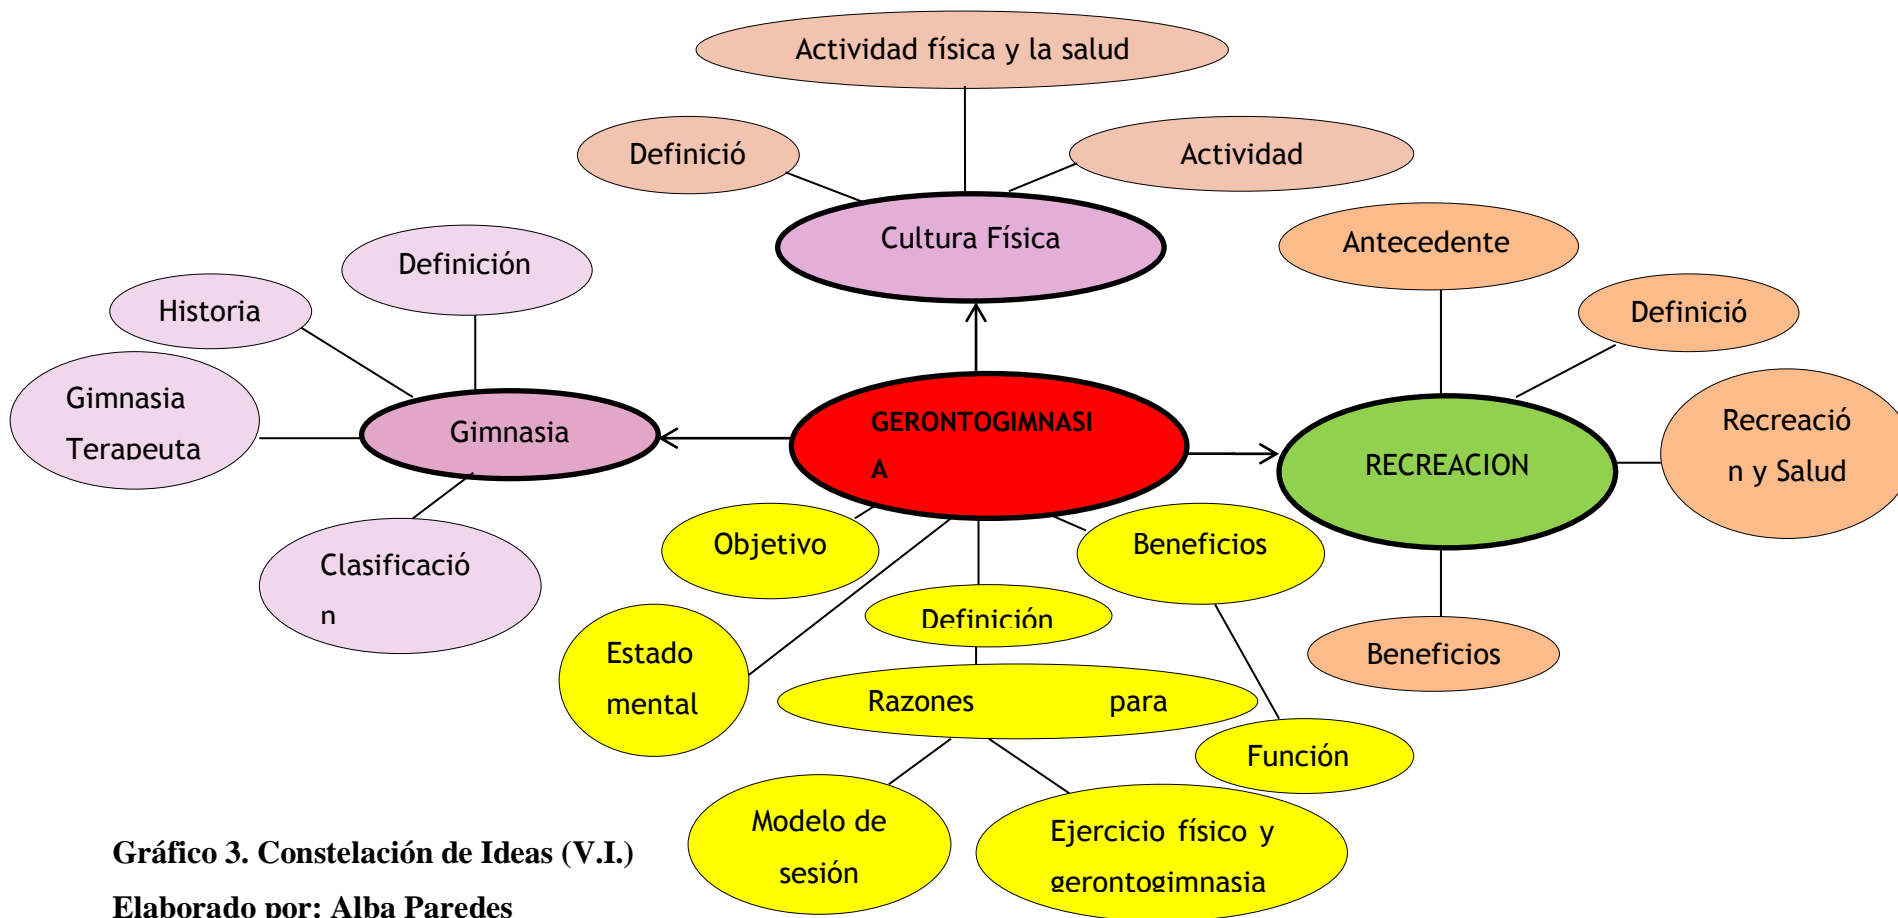 Actividad física y la salud
Definició
Actividad
Cultura Física
Antecedente
Definición
Historia
Definició
Gimnasia
Terapeuta
Gimnasia
GERONTOGIMNASI
A
RECREACION
Recreació
n y Salud
Objetivo
Beneficios
Clasificació
n
Definición
Estado
mental
Beneficios
Razones para
Función
Modelo de
sesión
Ejercicio físico y
gerontogimnasia
Gráfico 3. Constelación de Ideas (V.I.)
Elaborado por: Alba Paredes